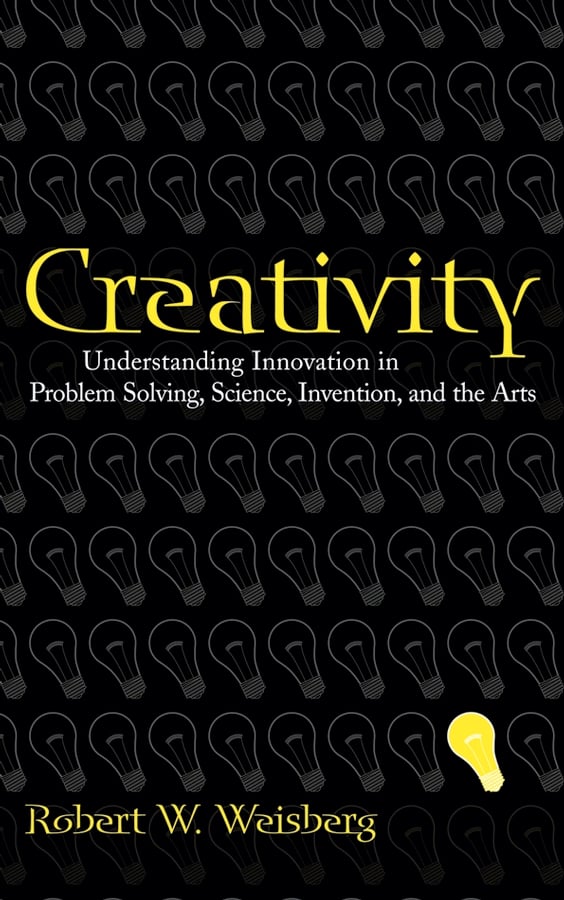 Creativity
Understanding Innovation in
Problem Solving, Science, Invention, and the Arts
Robert W. Weisberg